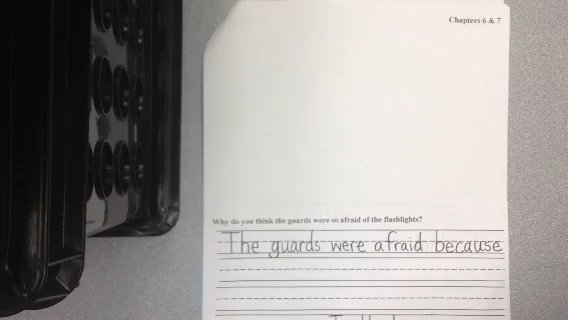 Chapters 6 & 7
Why do you think the guards were so afraid of the flashlights?
The guards were afraid because